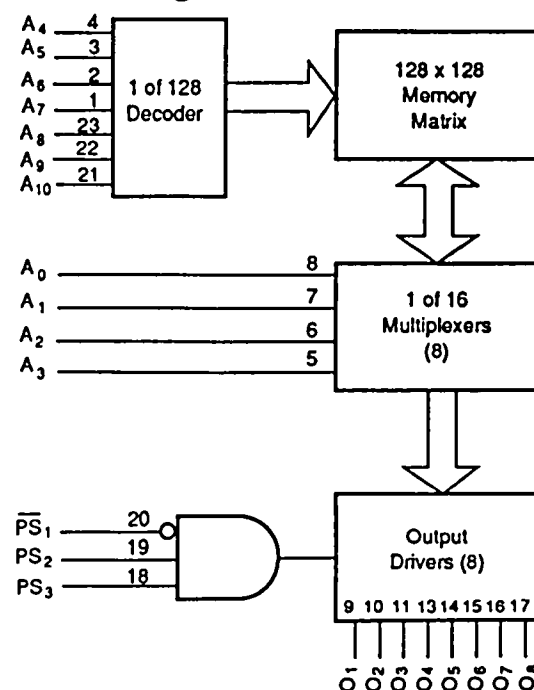 A4 4
A5 3
A6 2
A7 1
A8 23
A9 22
A10 21
1 of 128
Decoder
128 x 128
Memory
Matrix
A0 8
A1 7
A2 6
A3 5
1 of 16
Multiplexers
(8)
P̅S̅1 20
PS2 19
PS3 18
Output
Drivers (8)
9 10 11 13 14 15 16 17
O1 O2 O3 O4 O5 O6 O7 O8